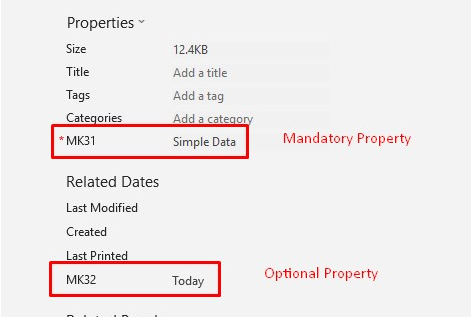 Properties
Size 12.4KB
Title Add a title
Tags Add a tag
Categories Add a category
* MK31 Simple Data Mandatory Property
Related Dates
Last Modified
Created
Last Printed
MK32 Today Optional Property